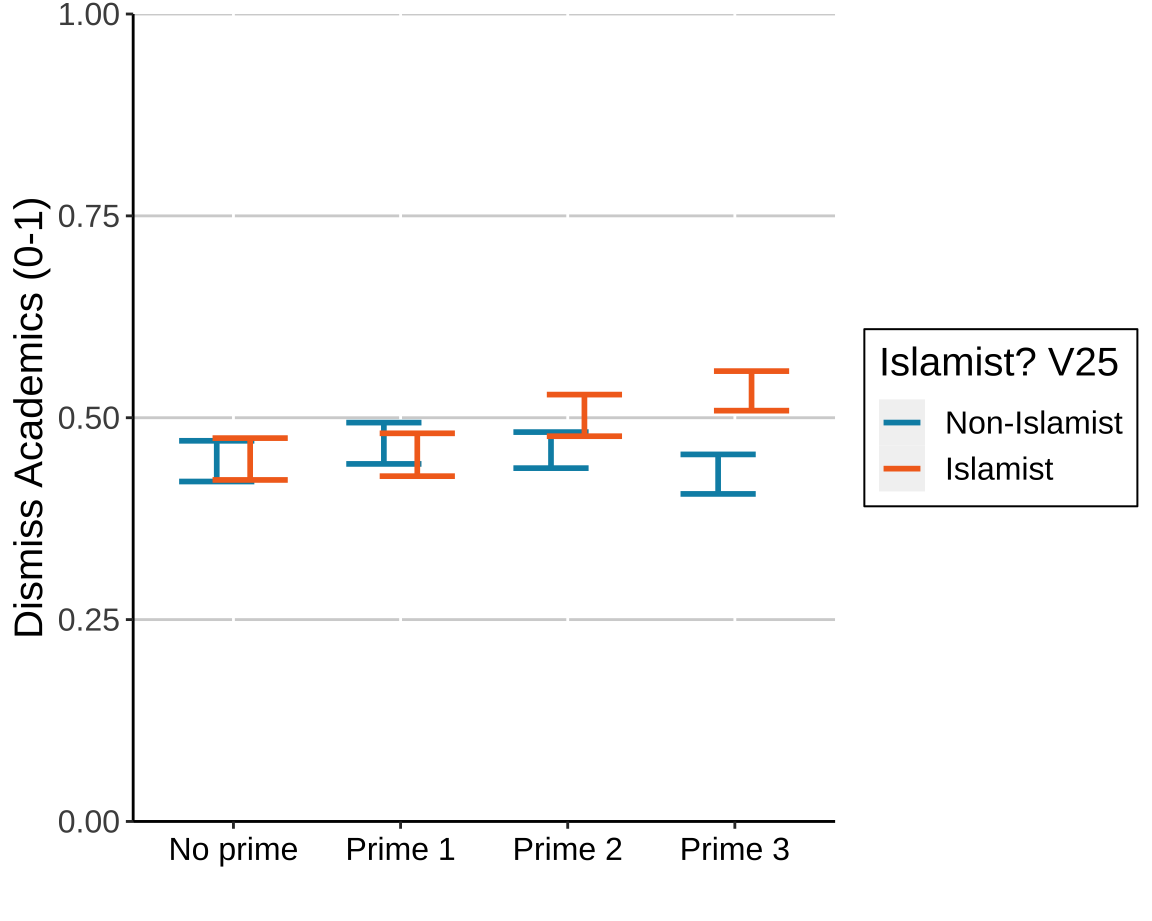 Dismiss Academics (0-1)
1.00
0.75
0.50
0.25
0.00
No prime
Prime 1
Prime 2
Prime 3
Islamist? V25
Non-Islamist
Islamist